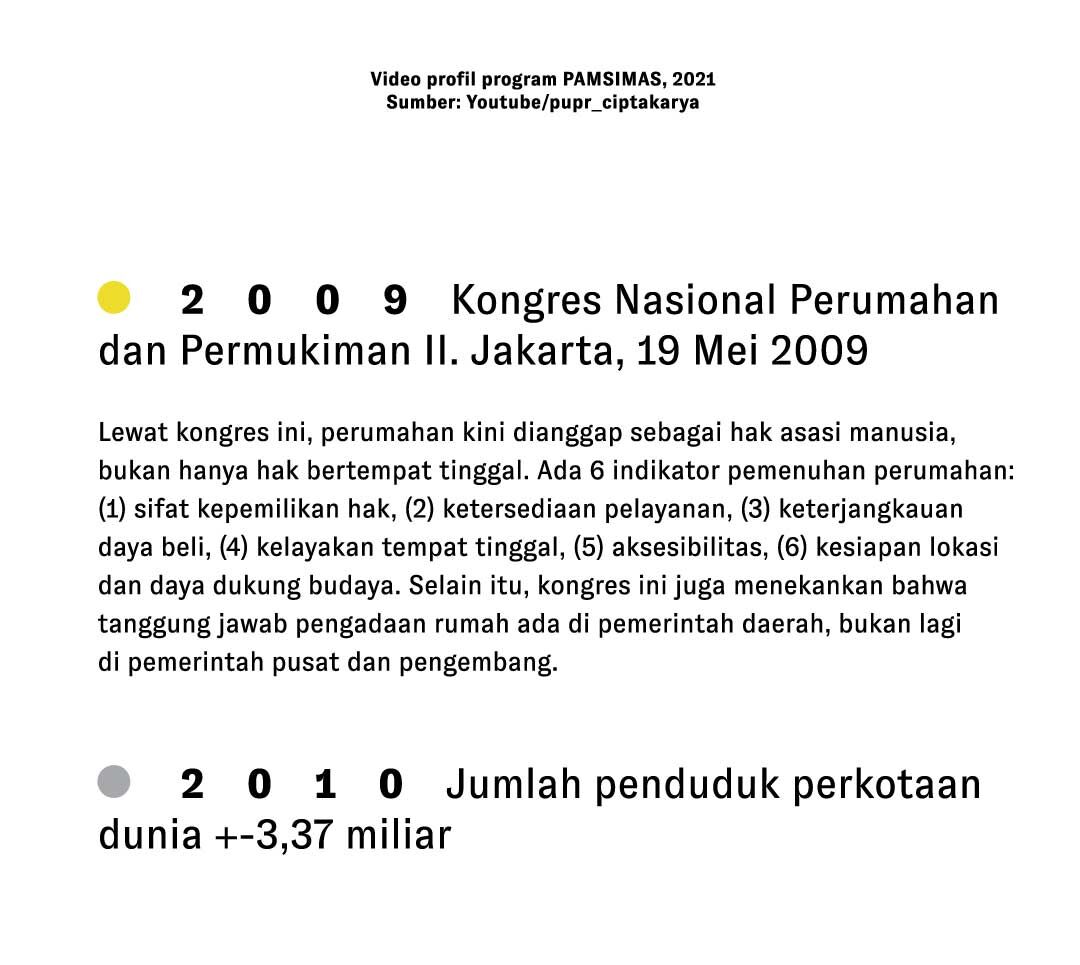 Video profil program PAMSIMAS, 2021
Sumber: Youtube/pupr_ciptakarya
2 0 0 9 Kongres Nasional Perumahan
dan Permukiman II. Jakarta, 19 Mei 2009
Lewat kongres ini, perumahan kini dianggap sebagai hak asasi manusia,
bukan hanya hak bertempat tinggal. Ada 6 indikator pemenuhan perumahan:
(1) sifat kepemilikan hak, (2) ketersediaan pelayanan, (3) keterjangkauan
daya beli, (4) kelayakan tempat tinggal, (5) aksesibilitas, (6) kesiapan lokasi
dan daya dukung budaya. Selain itu, kongres ini juga menekankan bahwa
tanggung jawab pengadaan rumah ada di pemerintah daerah, bukan lagi
di pemerintah pusat dan pengembang.
2 0 1 0 Jumlah penduduk perkotaan
dunia +-3,37 miliar